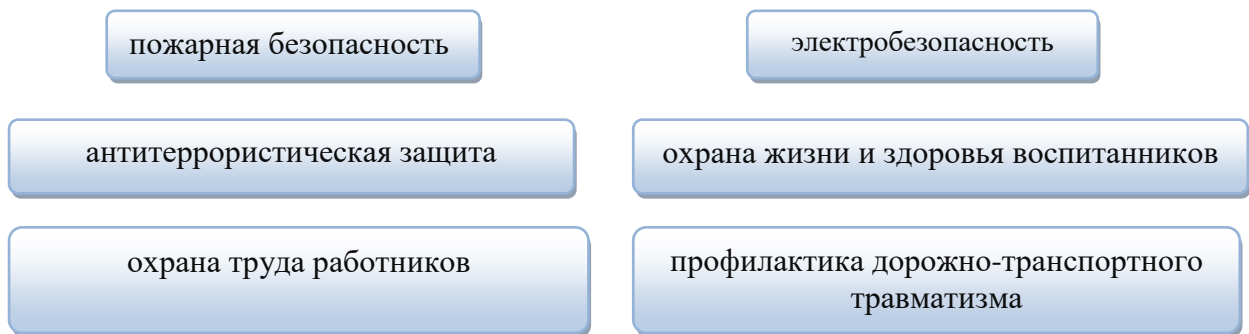 пожарная безопасность
электробезопасность
антитеррористическая защита
охрана жизни и здоровья воспитанников
охрана труда работников
профилактика дорожно-транспортного
травматизма